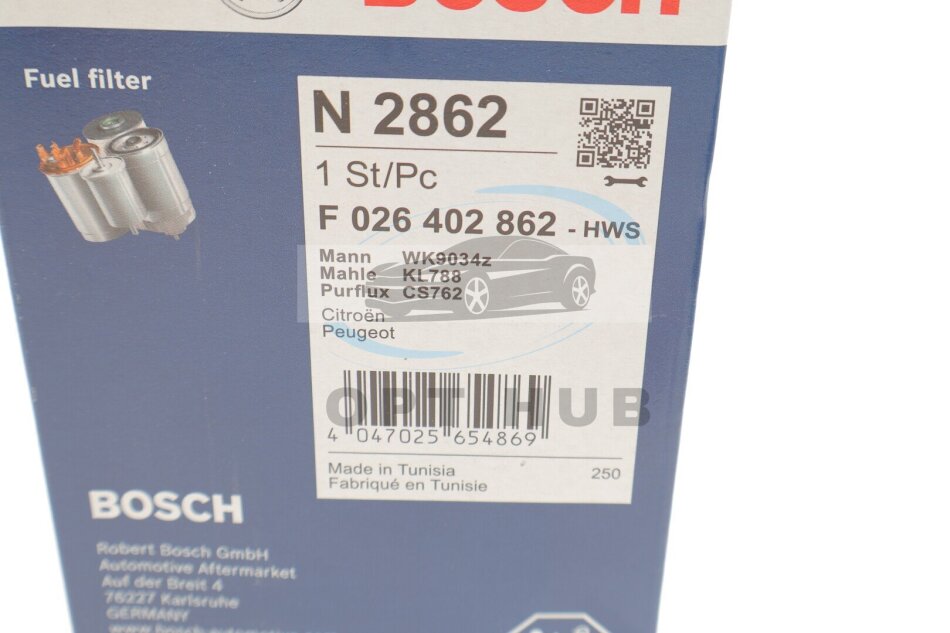 BOSCH
Fuel filter
N 2862
1 St/Pc
F 026 402 862 - HWS
Mann WK9034z
Mahle KL788
Purflux CS762
Citroën
Peugeot
OPT HUB
4 047025 654869
Made in Tunisia 250
Fabriqué en Tunisie
BOSCH
Robert Bosch GmbH
Automotive Aftermarket
Auf der Breit 4
76227 Karlsruhe
GERMANY